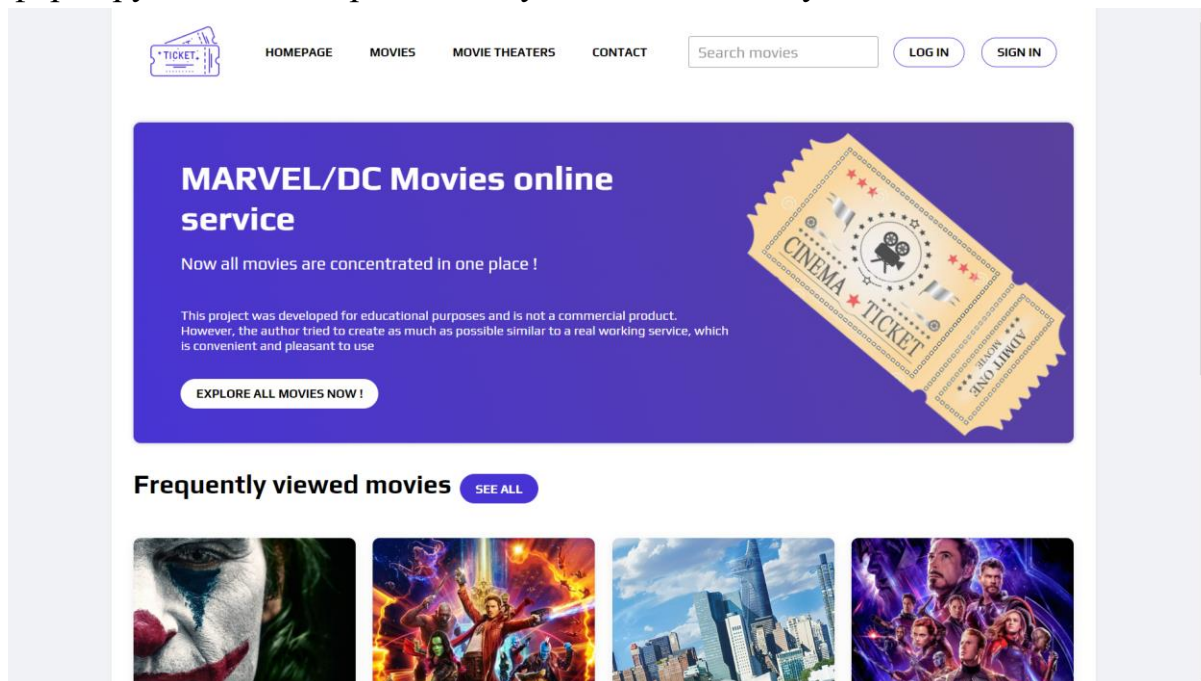 TICKET
HOMEPAGE MOVIES MOVIE THEATERS CONTACT Search movies LOG IN SIGN IN
MARVEL/DC Movies online
service
Now all movies are concentrated in one place !
This project was developed for educational purposes and is not a commercial product.
However, the author tried to create as much as possible similar to a real working service, which
is convenient and pleasant to use
EXPLORE ALL MOVIES NOW !
CINEMA ★ TICKET
ADMIT ONE
MOVIE
Frequently viewed movies SEE ALL